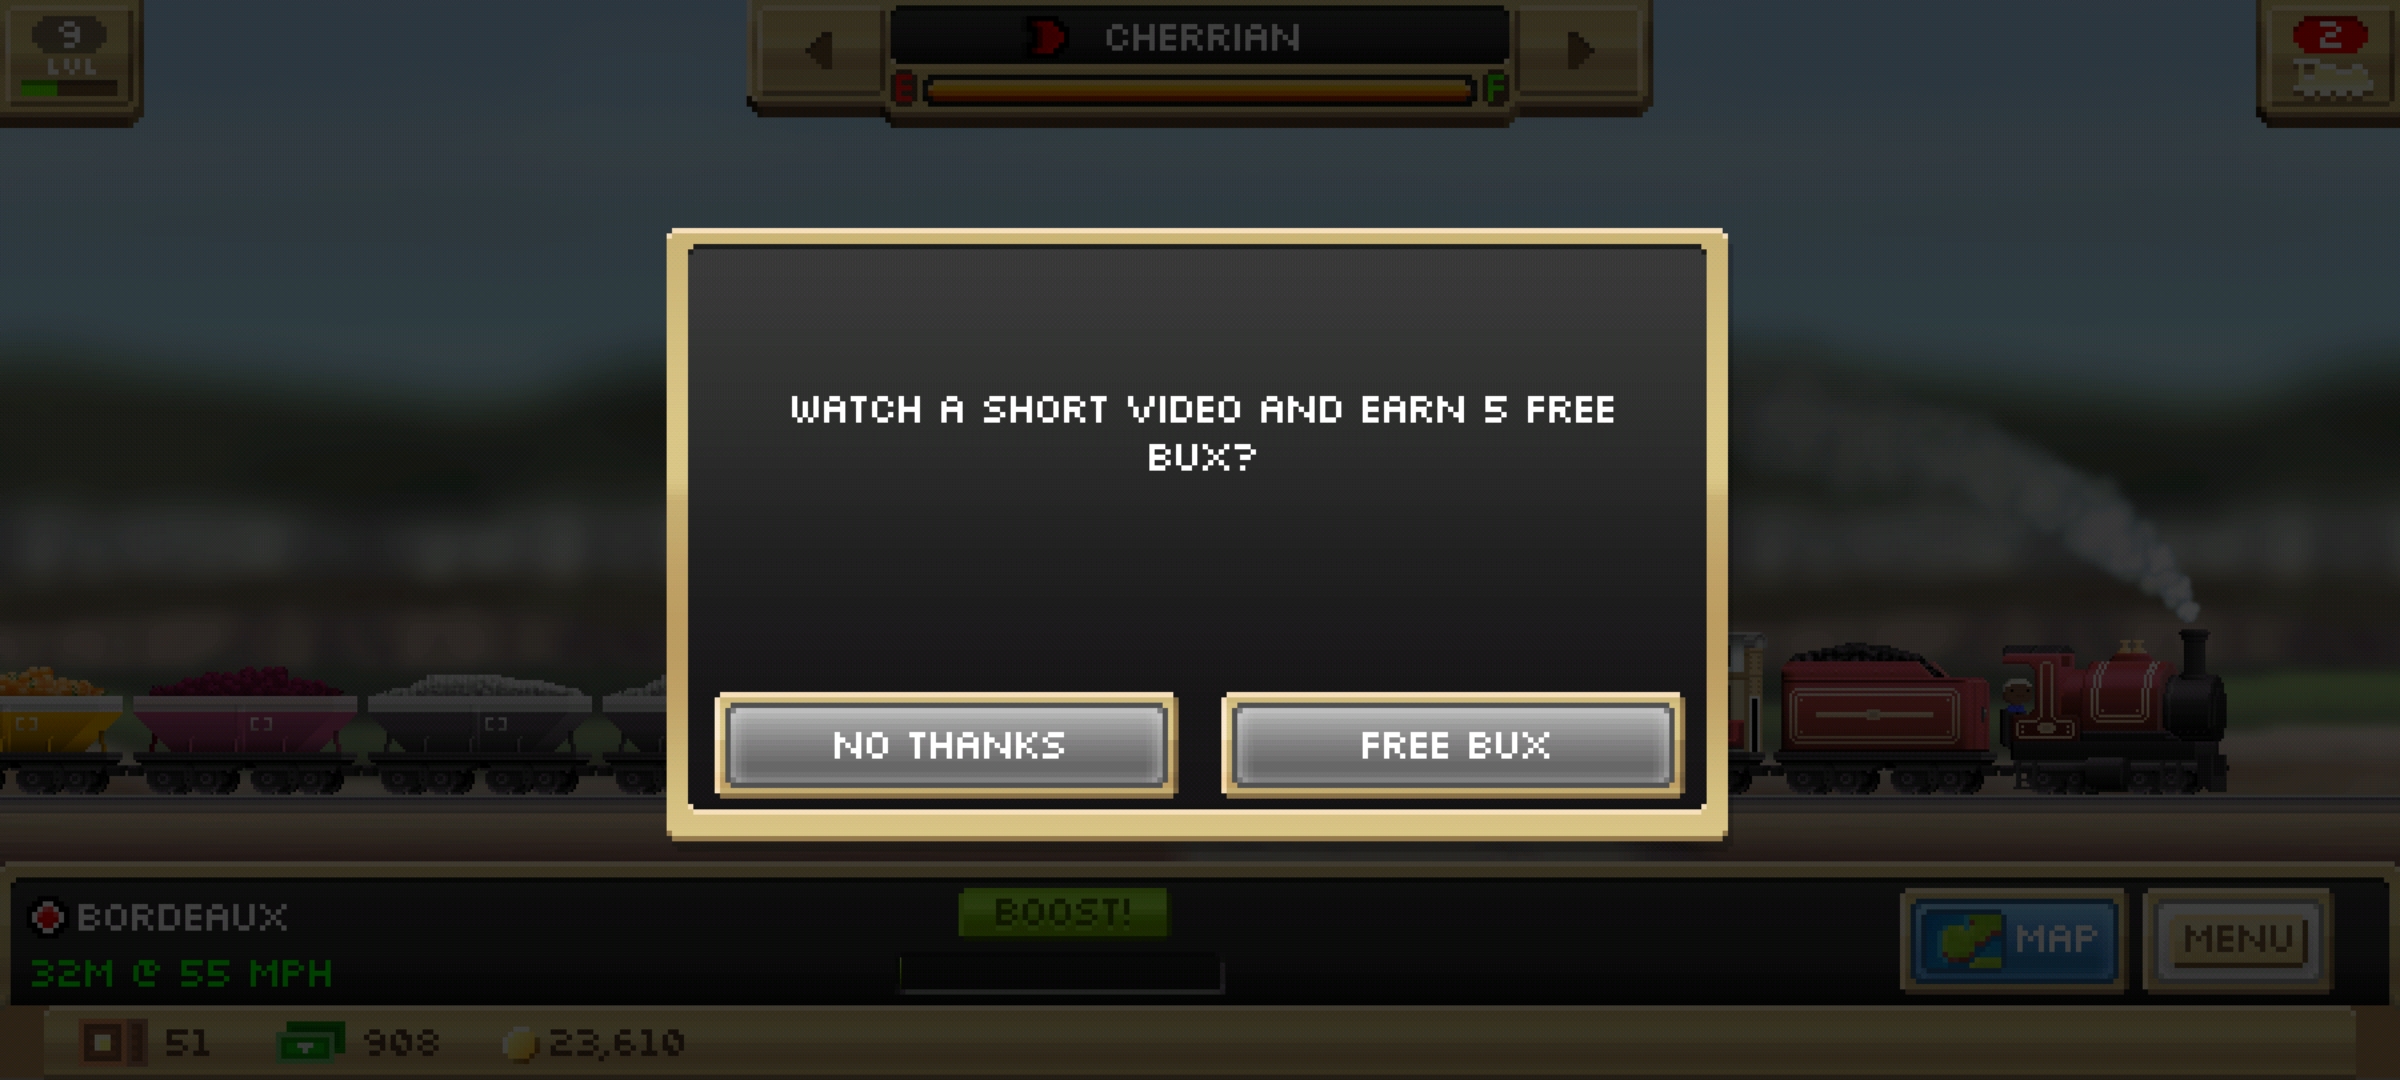 9
LVL
CHERRIAN
E F
2
WATCH A SHORT VIDEO AND EARN 5 FREE
BUX?
NO THANKS
FREE BUX
BORDEAUX
32M @ 55 MPH
BOOST!
MAP
MENU
51
908
23,610